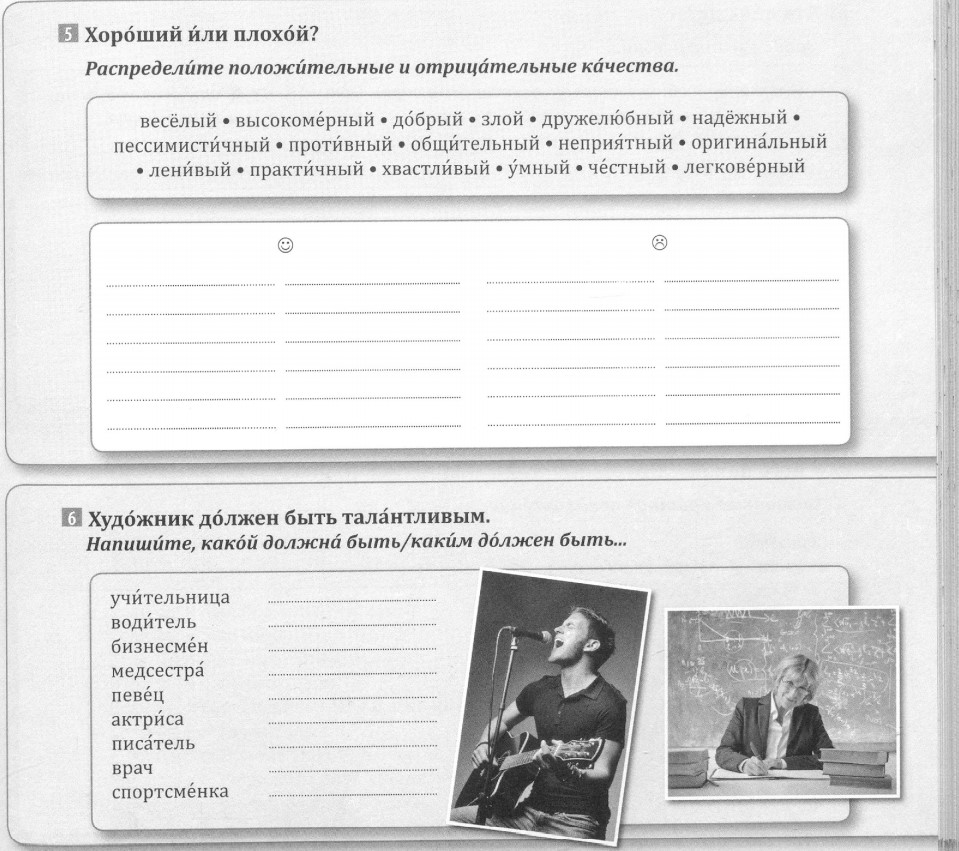 5 Хоро́ший и́ли плохо́й?
Распредели́те положи́тельные и отрица́тельные ка́чества.
весёлый • высокоме́рный • до́брый • злой • дружелю́бный • надёжный •
пессимисти́чный • проти́вный • общи́тельный • неприя́тный • оригина́льный
• лени́вый • практи́чный • хвастли́вый • у́мный • че́стный • легкове́рный
6 Худо́жник до́лжен быть тала́нтливым.
Напиши́те, како́й должна́ быть/каки́м до́лжен быть...
учи́тельница
води́тель
бизнесме́н
медсестра́
певе́ц
актри́са
писа́тель
врач
спортсме́нка